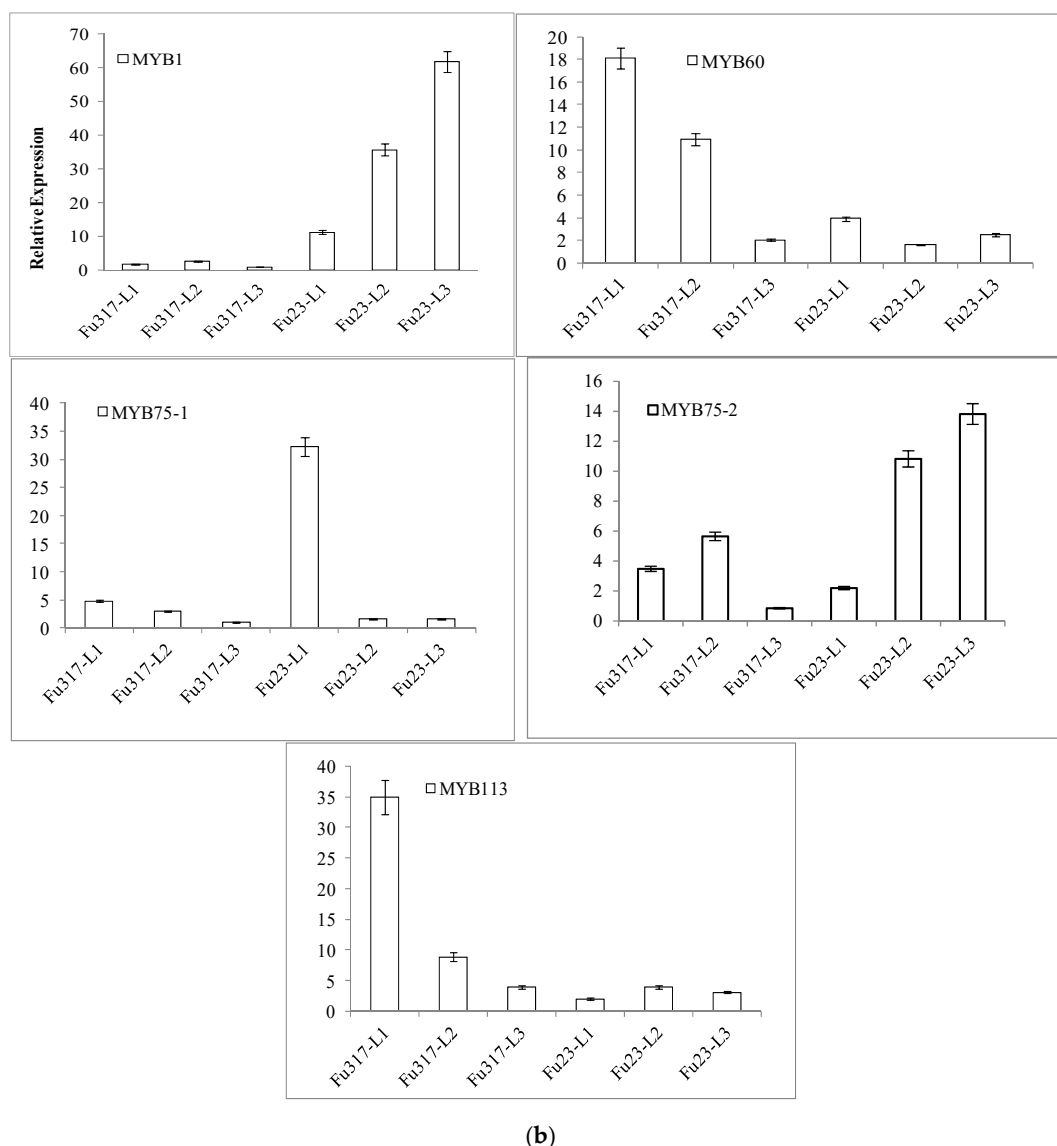 MYB1
Relative Expression
70
60
50
40
30
20
10
0
Fu317-L1
Fu317-L2
Fu317-L3
Fu23-L1
Fu23-L2
Fu23-L3
MYB60
20
18
16
14
12
10
8
6
4
2
0
Fu317-L1
Fu317-L2
Fu317-L3
Fu23-L1
Fu23-L2
Fu23-L3
MYB75-1
40
35
30
25
20
15
10
5
0
Fu317-L1
Fu317-L2
Fu317-L3
Fu23-L1
Fu23-L2
Fu23-L3
MYB75-2
16
14
12
10
8
6
4
2
0
Fu317-L1
Fu317-L2
Fu317-L3
Fu23-L1
Fu23-L2
Fu23-L3
MYB113
40
35
30
25
20
15
10
5
0
Fu317-L1
Fu317-L2
Fu317-L3
Fu23-L1
Fu23-L2
Fu23-L3
(b)